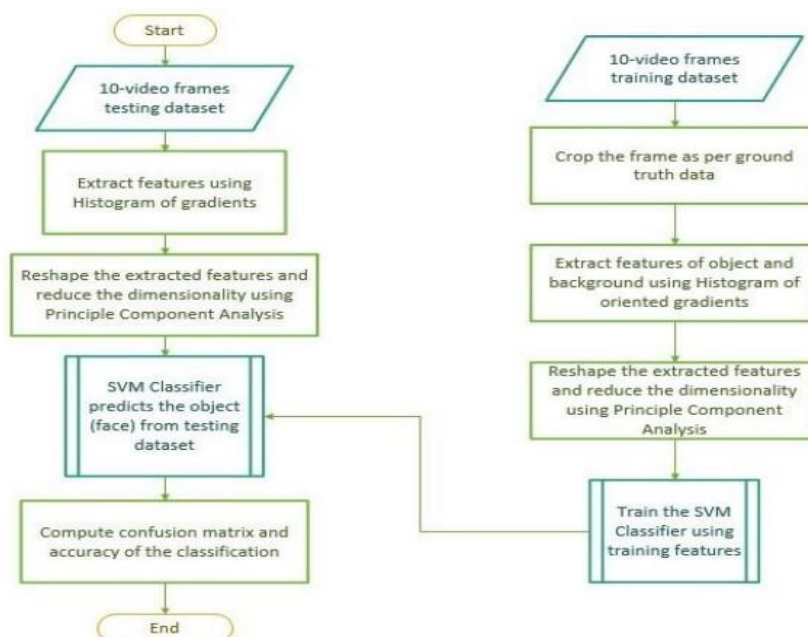 Start
10-video frames
testing dataset
Extract features using
Histogram of gradients
Reshape the extracted features and
reduce the dimensionality using
Principle Component Analysis
SVM Classifier
predicts the object
(face) from testing
dataset
Compute confusion matrix and
accuracy of the classification
End
10-video frames
training dataset
Crop the frame as per ground
truth data
Extract features of object and
background using Histogram of
oriented gradients
Reshape the extracted features
and reduce the dimensionality
using Principle Component
Analysis
Train the SVM
Classifier using
training features